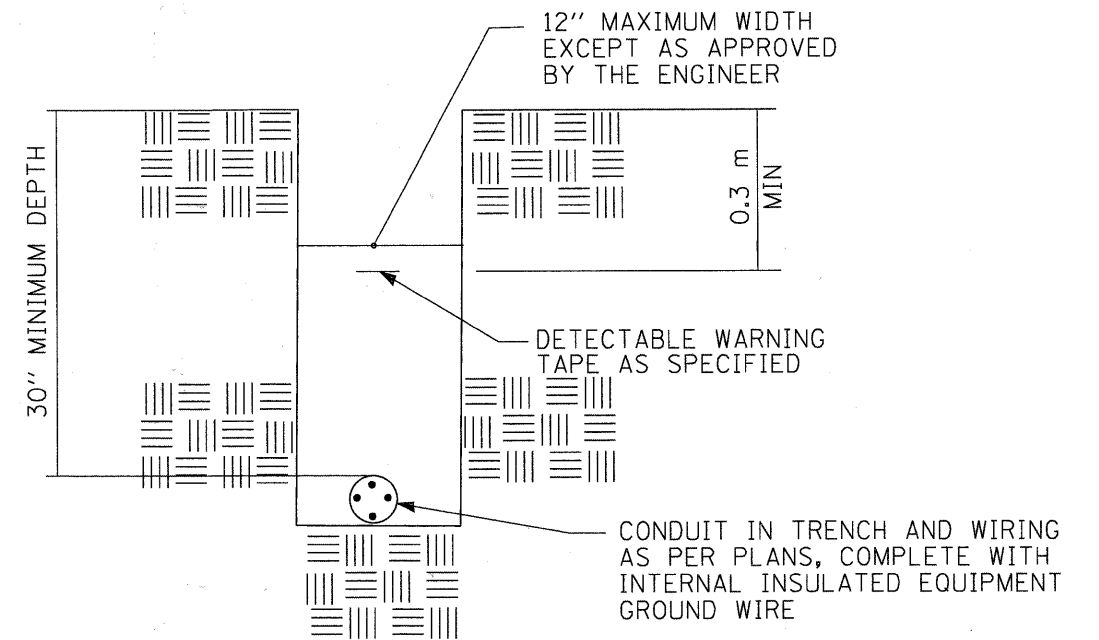 12" MAXIMUM WIDTH
EXCEPT AS APPROVED
BY THE ENGINEER
30" MINIMUM DEPTH
0.3 m
MIN
DETECTABLE WARNING
TAPE AS SPECIFIED
CONDUIT IN TRENCH AND WIRING
AS PER PLANS, COMPLETE WITH
INTERNAL INSULATED EQUIPMENT
GROUND WIRE